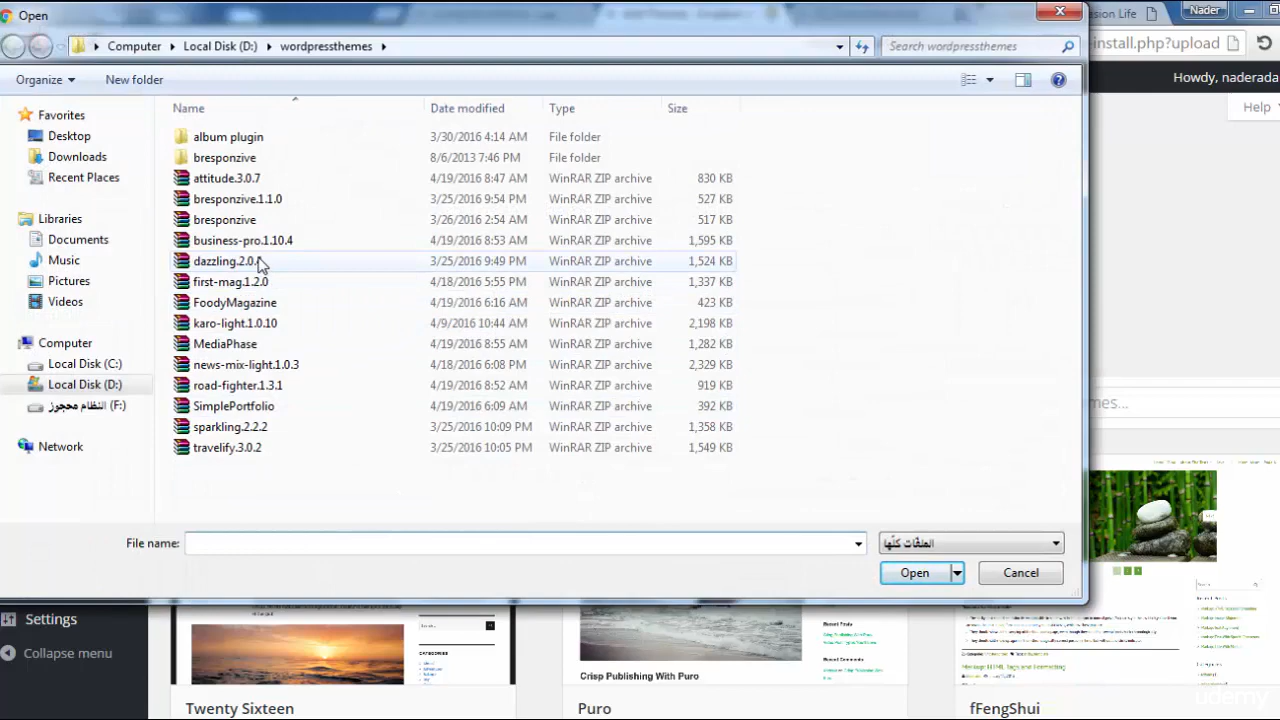 Open
Nader
Computer Local Disk (D:) wordpressthemes
Search wordpressthemes
-install.php?upload
Organize
New folder
Howdy, naderada
Help
Name Date modified Type Size
Favorites
Desktop
Downloads
Recent Places
Libraries
Documents
Music
Pictures
Videos
Computer
Local Disk (C:)
Local Disk (D:)
النظام محجوز (F:)
Network
album plugin 3/30/2016 4:14 AM File folder
bresponzive 8/6/2013 7:46 PM File folder
attitude.3.0.7 4/19/2016 8:47 AM WinRAR ZIP archive 830 KB
bresponzive.1.1.0 3/25/2016 9:54 PM WinRAR ZIP archive 527 KB
bresponzive 3/26/2016 2:54 AM WinRAR ZIP archive 517 KB
business-pro.1.10.4 4/19/2016 8:53 AM WinRAR ZIP archive 1,595 KB
dazzling.2.0. 3/25/2016 9:49 PM WinRAR ZIP archive 1,524 KB
first-mag.1.2.0 4/18/2016 5:55 PM WinRAR ZIP archive 1,337 KB
FoodyMagazine 4/19/2016 6:16 AM WinRAR ZIP archive 423 KB
karo-light.1.0.10 4/9/2016 10:44 AM WinRAR ZIP archive 2,198 KB
MediaPhase 4/19/2016 8:55 AM WinRAR ZIP archive 1,282 KB
news-mix-light.1.0.3 4/18/2016 6:08 PM WinRAR ZIP archive 2,329 KB
road-fighter.1.3.1 4/19/2016 8:52 AM WinRAR ZIP archive 919 KB
SimplePortfolio 4/19/2016 6:09 AM WinRAR ZIP archive 392 KB
sparkling.2.2.2 3/25/2016 10:09 PM WinRAR ZIP archive 1,358 KB
travelify.3.0.2 3/25/2016 10:05 PM WinRAR ZIP archive 1,549 KB
mes...
File name:
الملفّات كلّها
Open
Cancel
Settings
Collapse menu
CATEGORIES
Recent Posts
Recent Comments
Crisp Publishing With Puro
Markup: HTML Tags and Formatting
Twenty Sixteen
Puro
fFengShui
udemy